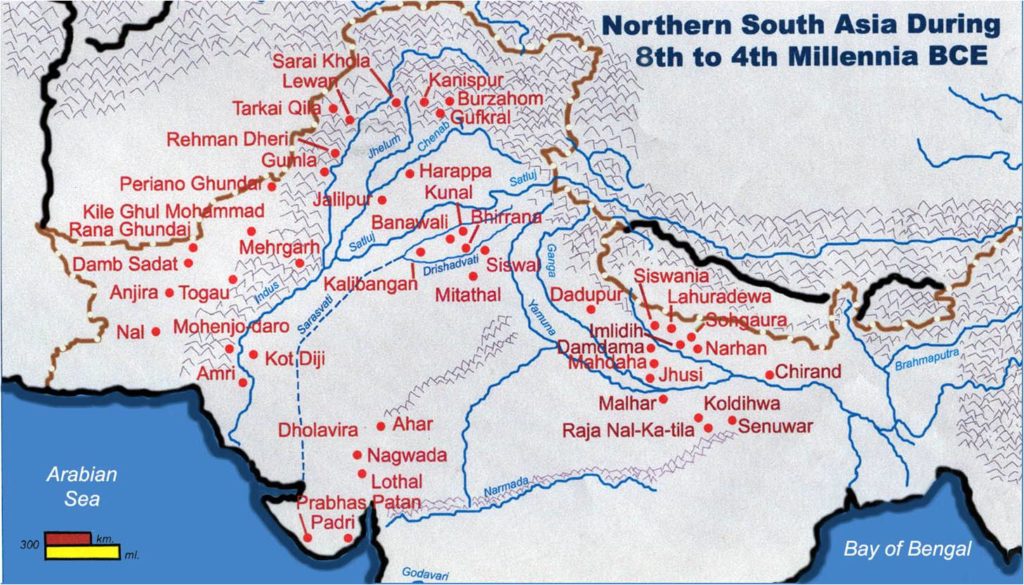 Northern South Asia During
8th to 4th Millennia BCE
Sarai Khola
Lewan
Kanispur
Tarkai Qila
Burzahom
Gufkral
Rehman Dheri
Jhelum
Chenab
Gumla
Harappa
Periano Ghundai
Jalilpur
Kunal
Satluj
Kile Ghul Mohammad
Banawali
Bhirrana
Rana Ghundai
Mehrgarh
Satluj
Damb Sadat
Drishadvati
Siswal
Ganga
Anjira
Togau
Indus
Kalibangan
Mitathal
Siswania
Dadupur
Lahuradewa
Nal
Mohenjo-daro
Sarasvati
Yamuna
Imlidih
Sohgaura
Kot Diji
Damdama
Narhan
Brahmaputra
Amri
Mahdaha
Jhusi
Chirand
Malhar
Koldihwa
Dholavira
Ahar
Raja Nal-Ka-tila
Senuwar
Nagwada
Arabian
Sea
Lothal
Narmada
Prabhas Patan
Padri
300
km.
ml.
Bay of Bengal
Godavari